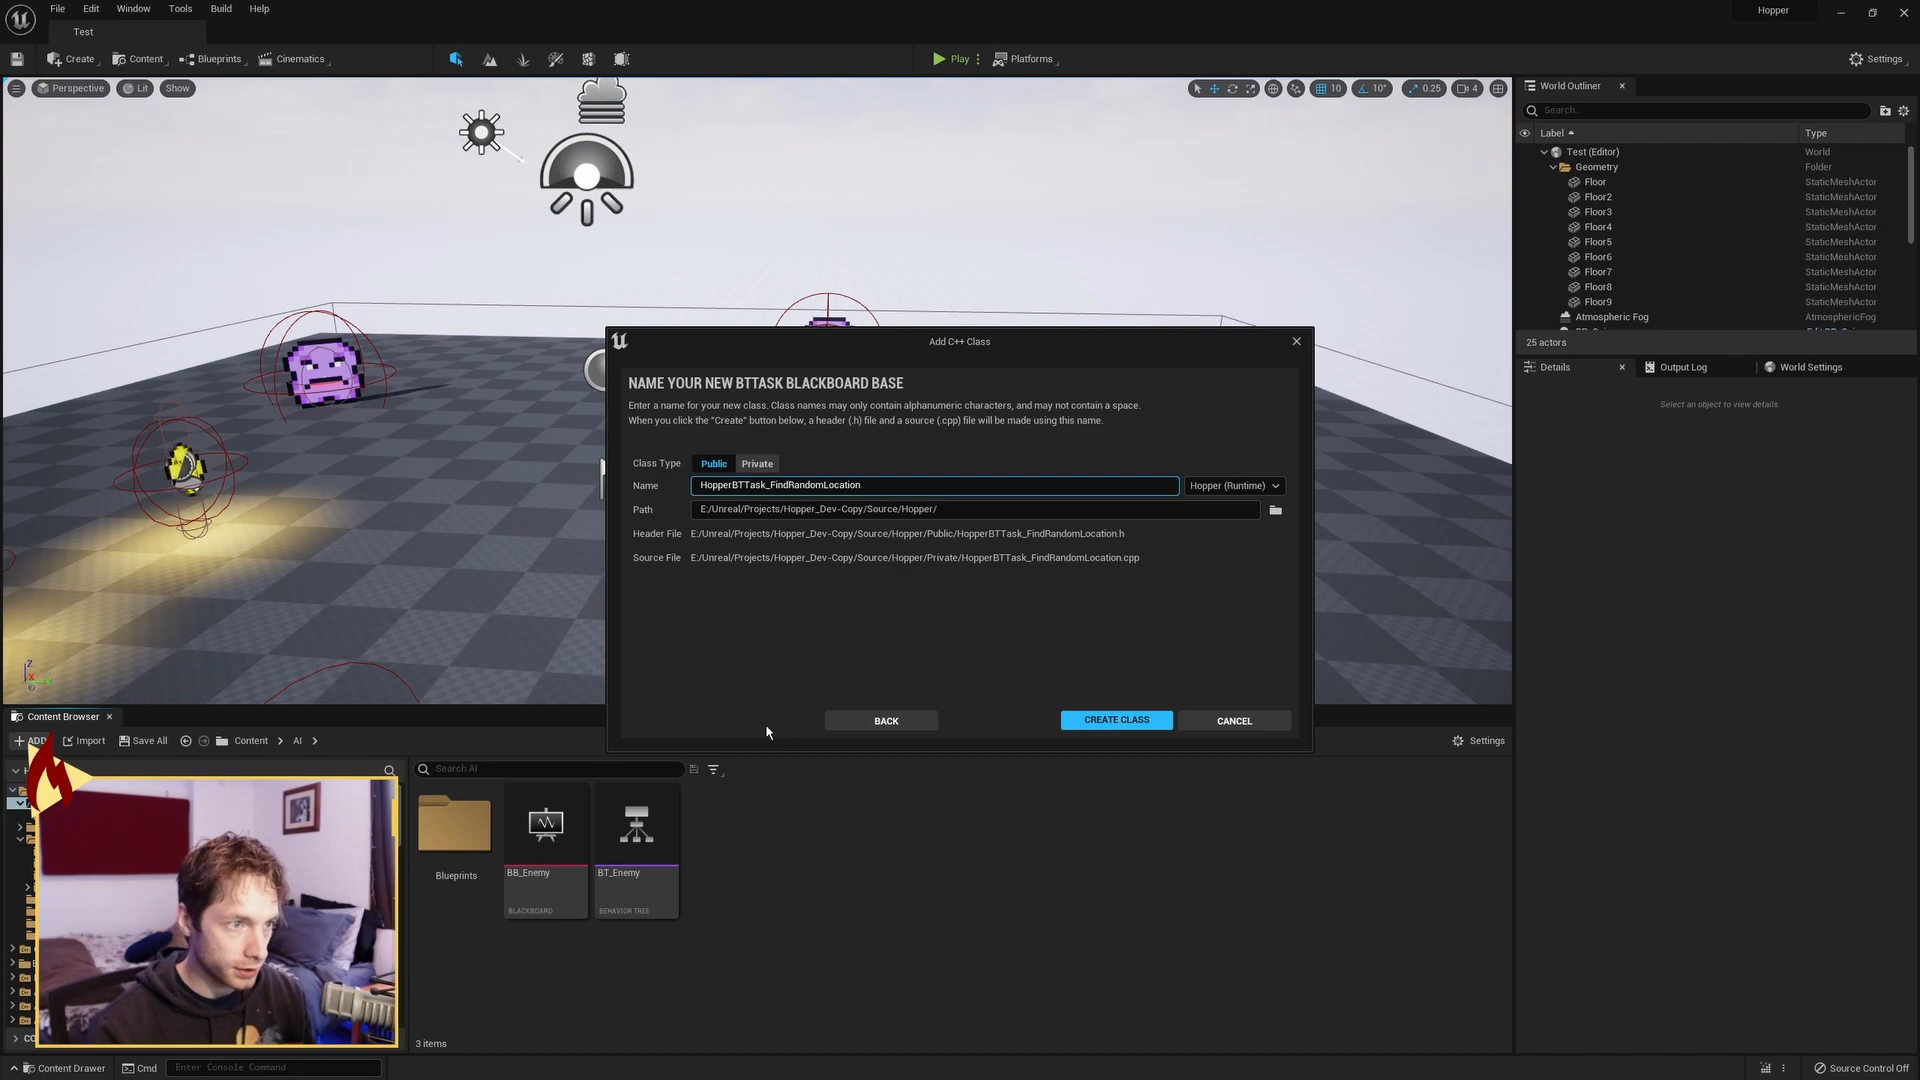 File Edit Window Tools Build Help
Hopper
Test
Create Content Blueprints Cinematics Play Platforms Settings
Perspective Lit Show
10 10° 0.25 4
World Outliner
Search...
Label Type
Test (Editor) World
Geometry Folder
Floor StaticMeshActor
Floor2 StaticMeshActor
Floor3 StaticMeshActor
Floor4 StaticMeshActor
Floor5 StaticMeshActor
Floor6 StaticMeshActor
Floor7 StaticMeshActor
Floor8 StaticMeshActor
Floor9 StaticMeshActor
Atmospheric Fog AtmosphericFog
25 actors
Details Output Log World Settings
Select an object to view details.
Add C++ Class
NAME YOUR NEW BTTASK BLACKBOARD BASE
Enter a name for your new class. Class names may only contain alphanumeric characters, and may not contain a space.
When you click the "Create" button below, a header (.h) file and a source (.cpp) file will be made using this name.
Class Type Public Private
Name HopperBTTask_FindRandomLocation Hopper (Runtime)
Path E:/Unreal/Projects/Hopper_Dev-Copy/Source/Hopper/
Header File E:/Unreal/Projects/Hopper_Dev-Copy/Source/Hopper/Public/HopperBTTask_FindRandomLocation.h
Source File E:/Unreal/Projects/Hopper_Dev-Copy/Source/Hopper/Private/HopperBTTask_FindRandomLocation.cpp
BACK CREATE CLASS CANCEL
Z
X
Y
Content Browser
ADD Import Save All Content AI Settings
Search AI
Blueprints
BB_Enemy
BLACKBOARD
BT_Enemy
BEHAVIOR TREE
3 items
Content Drawer Cmd Enter Console Command Source Control Off